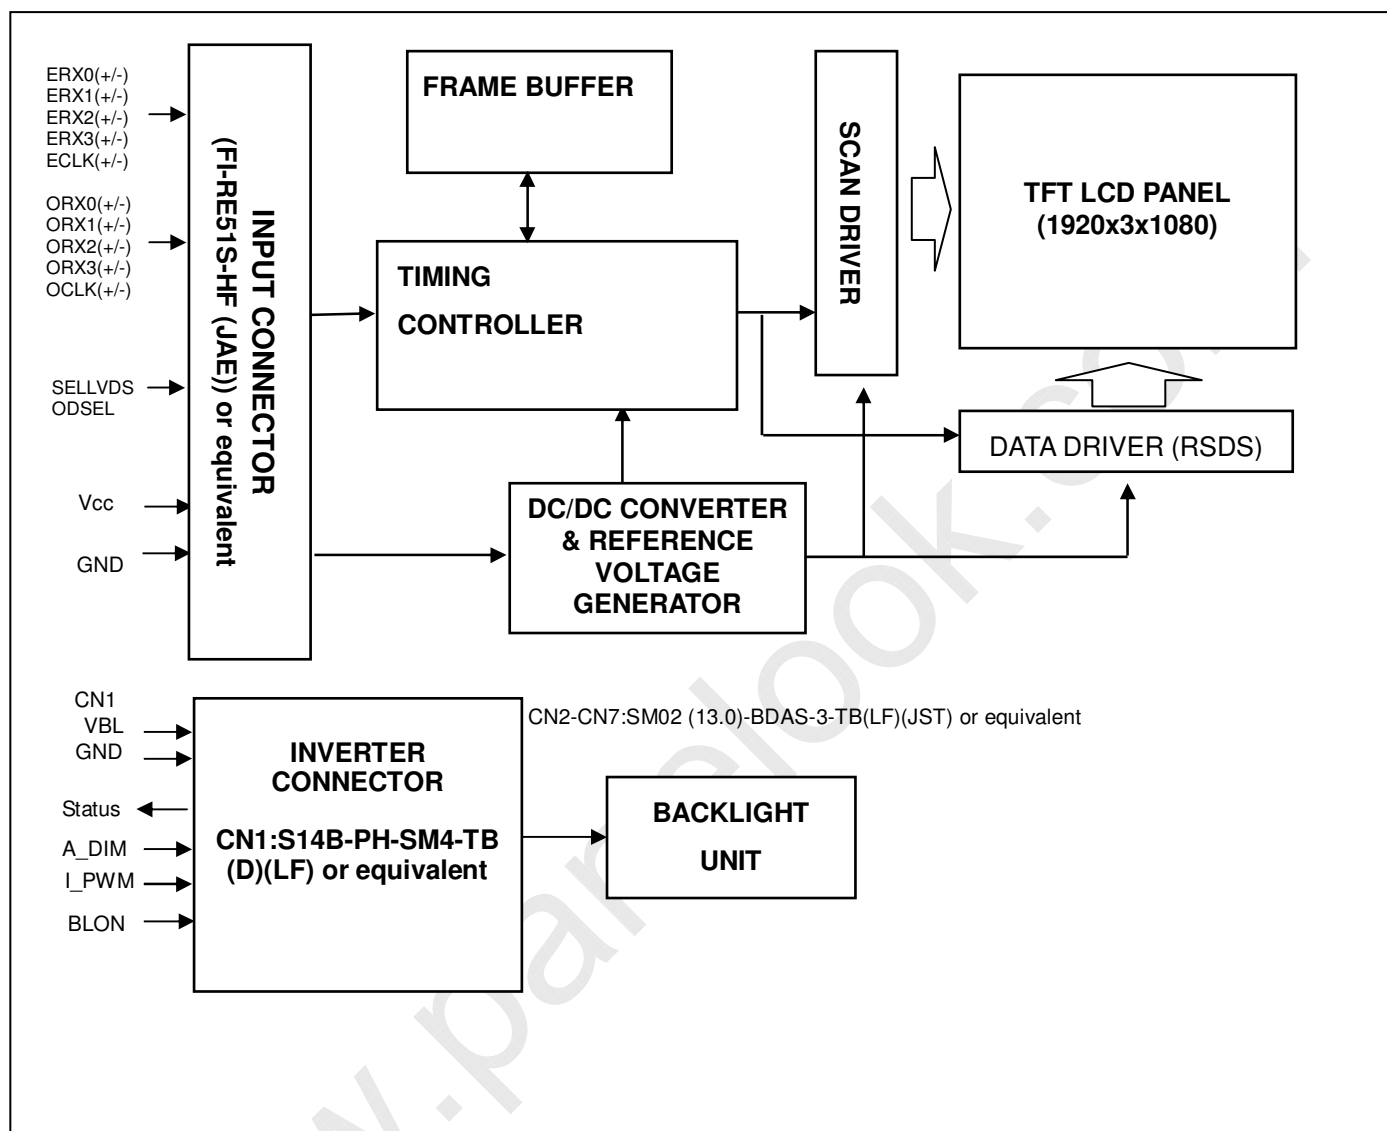 ERX0(+/-)
ERX1(+/-)
ERX2(+/-)
ERX3(+/-)
ECLK(+/-)
ORX0(+/-)
ORX1(+/-)
ORX2(+/-)
ORX3(+/-)
OCLK(+/-)
SELLVDS
ODSEL
Vcc
GND
INPUT CONNECTOR
(FI-RE51S-HF (JAE)) or equivalent
FRAME BUFFER
TIMING
CONTROLLER
SCAN DRIVER
TFT LCD PANEL
(1920x3x1080)
DATA DRIVER (RSDS)
DC/DC CONVERTER
& REFERENCE
VOLTAGE
GENERATOR
CN1
VBL
GND
Status
A_DIM
I_PWM
BLON
INVERTER
CONNECTOR
CN1:S14B-PH-SM4-TB
(D)(LF) or equivalent
CN2-CN7:SM02 (13.0)-BDAS-3-TB(LF)(JST) or equivalent
BACKLIGHT
UNIT